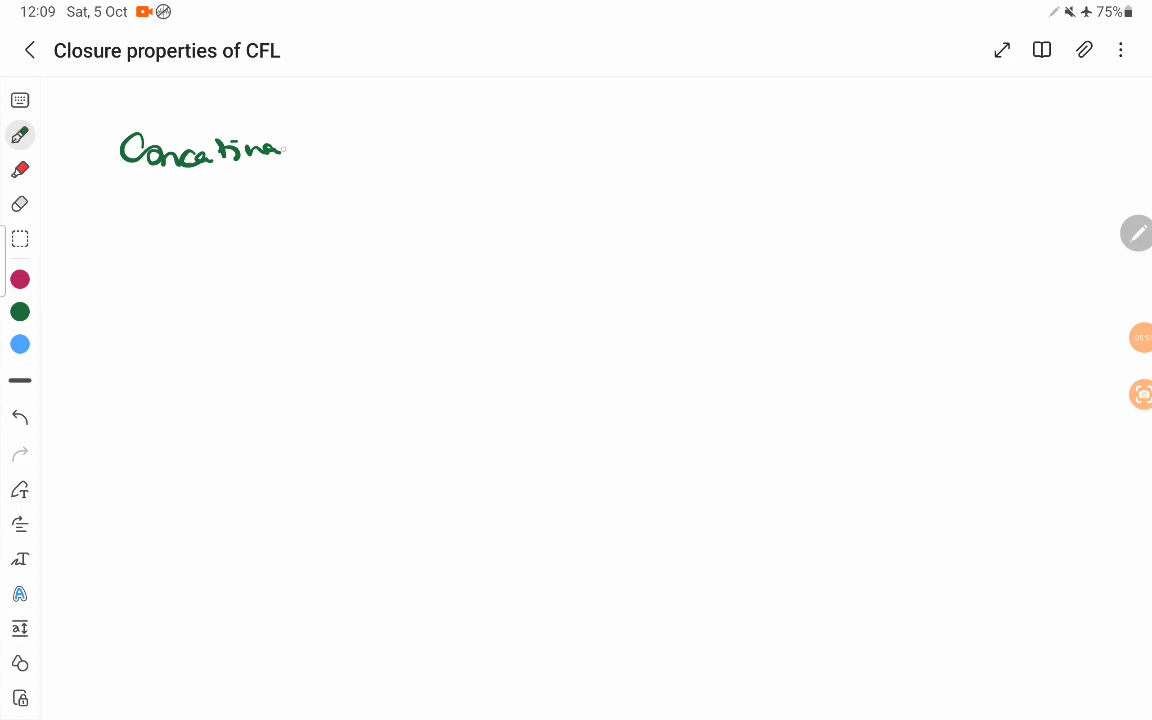 12:09 Sat, 5 Oct 75%
Closure properties of CFL
Concatina